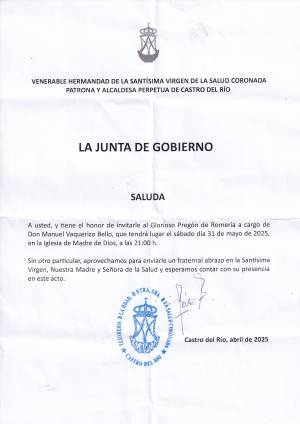 VENERABLE HERMANDAD DE LA SANTÍSIMA VIRGEN DE LA SALUD CORONADA
PATRONA Y ALCALDESA PERPETUA DE CASTRO DEL RÍO
LA JUNTA DE GOBIERNO
SALUDA
A usted, y tiene el honor de invitarle al Glorioso Pregón de Romería a cargo de
Don Manuel Vaquerizo Bello, que tendrá lugar el sábado día 31 de mayo de 2025,
en la Iglesia de Madre de Dios, a las 21:00 h.
Sin otro particular, aprovechamos para enviarle un fraternal abrazo en la Santísima
Virgen, Nuestra Madre y Señora de la Salud y esperamos contar con su presencia
en este acto.
CASTRO DEL RÍO
Castro del Río, abril de 2025